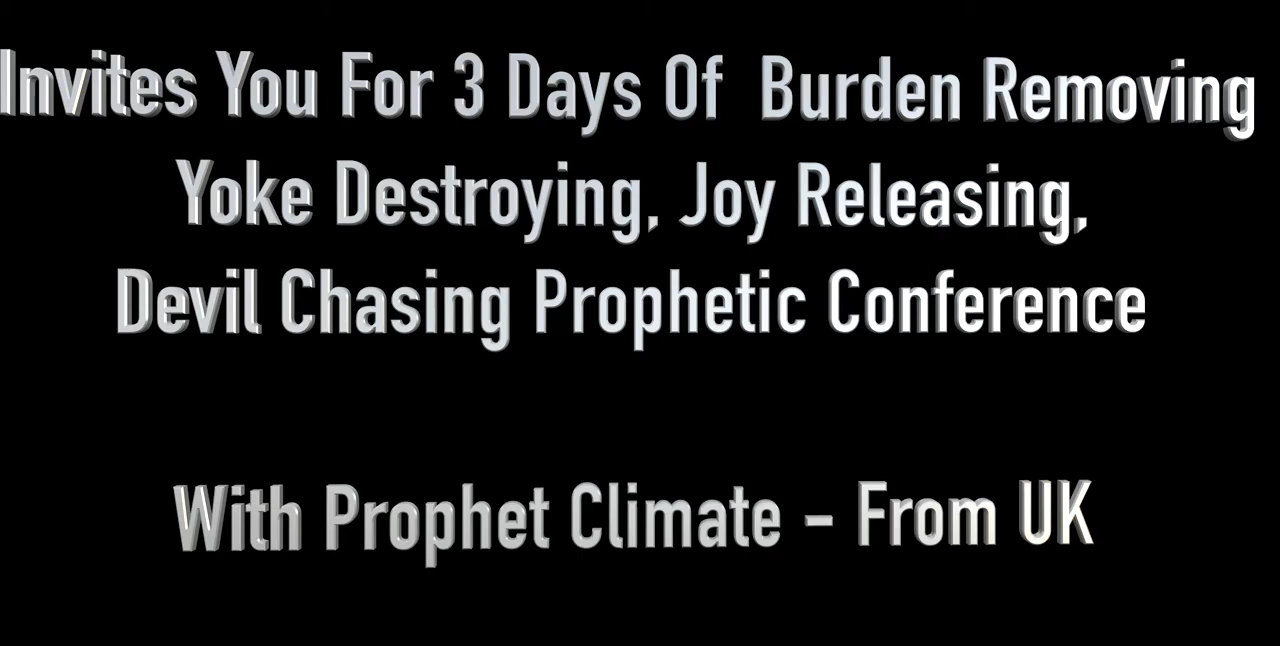 Invites You For 3 Days Of Burden Removing
Yoke Destroying, Joy Releasing,
Devil Chasing Prophetic Conference
With Prophet Climate - From UK